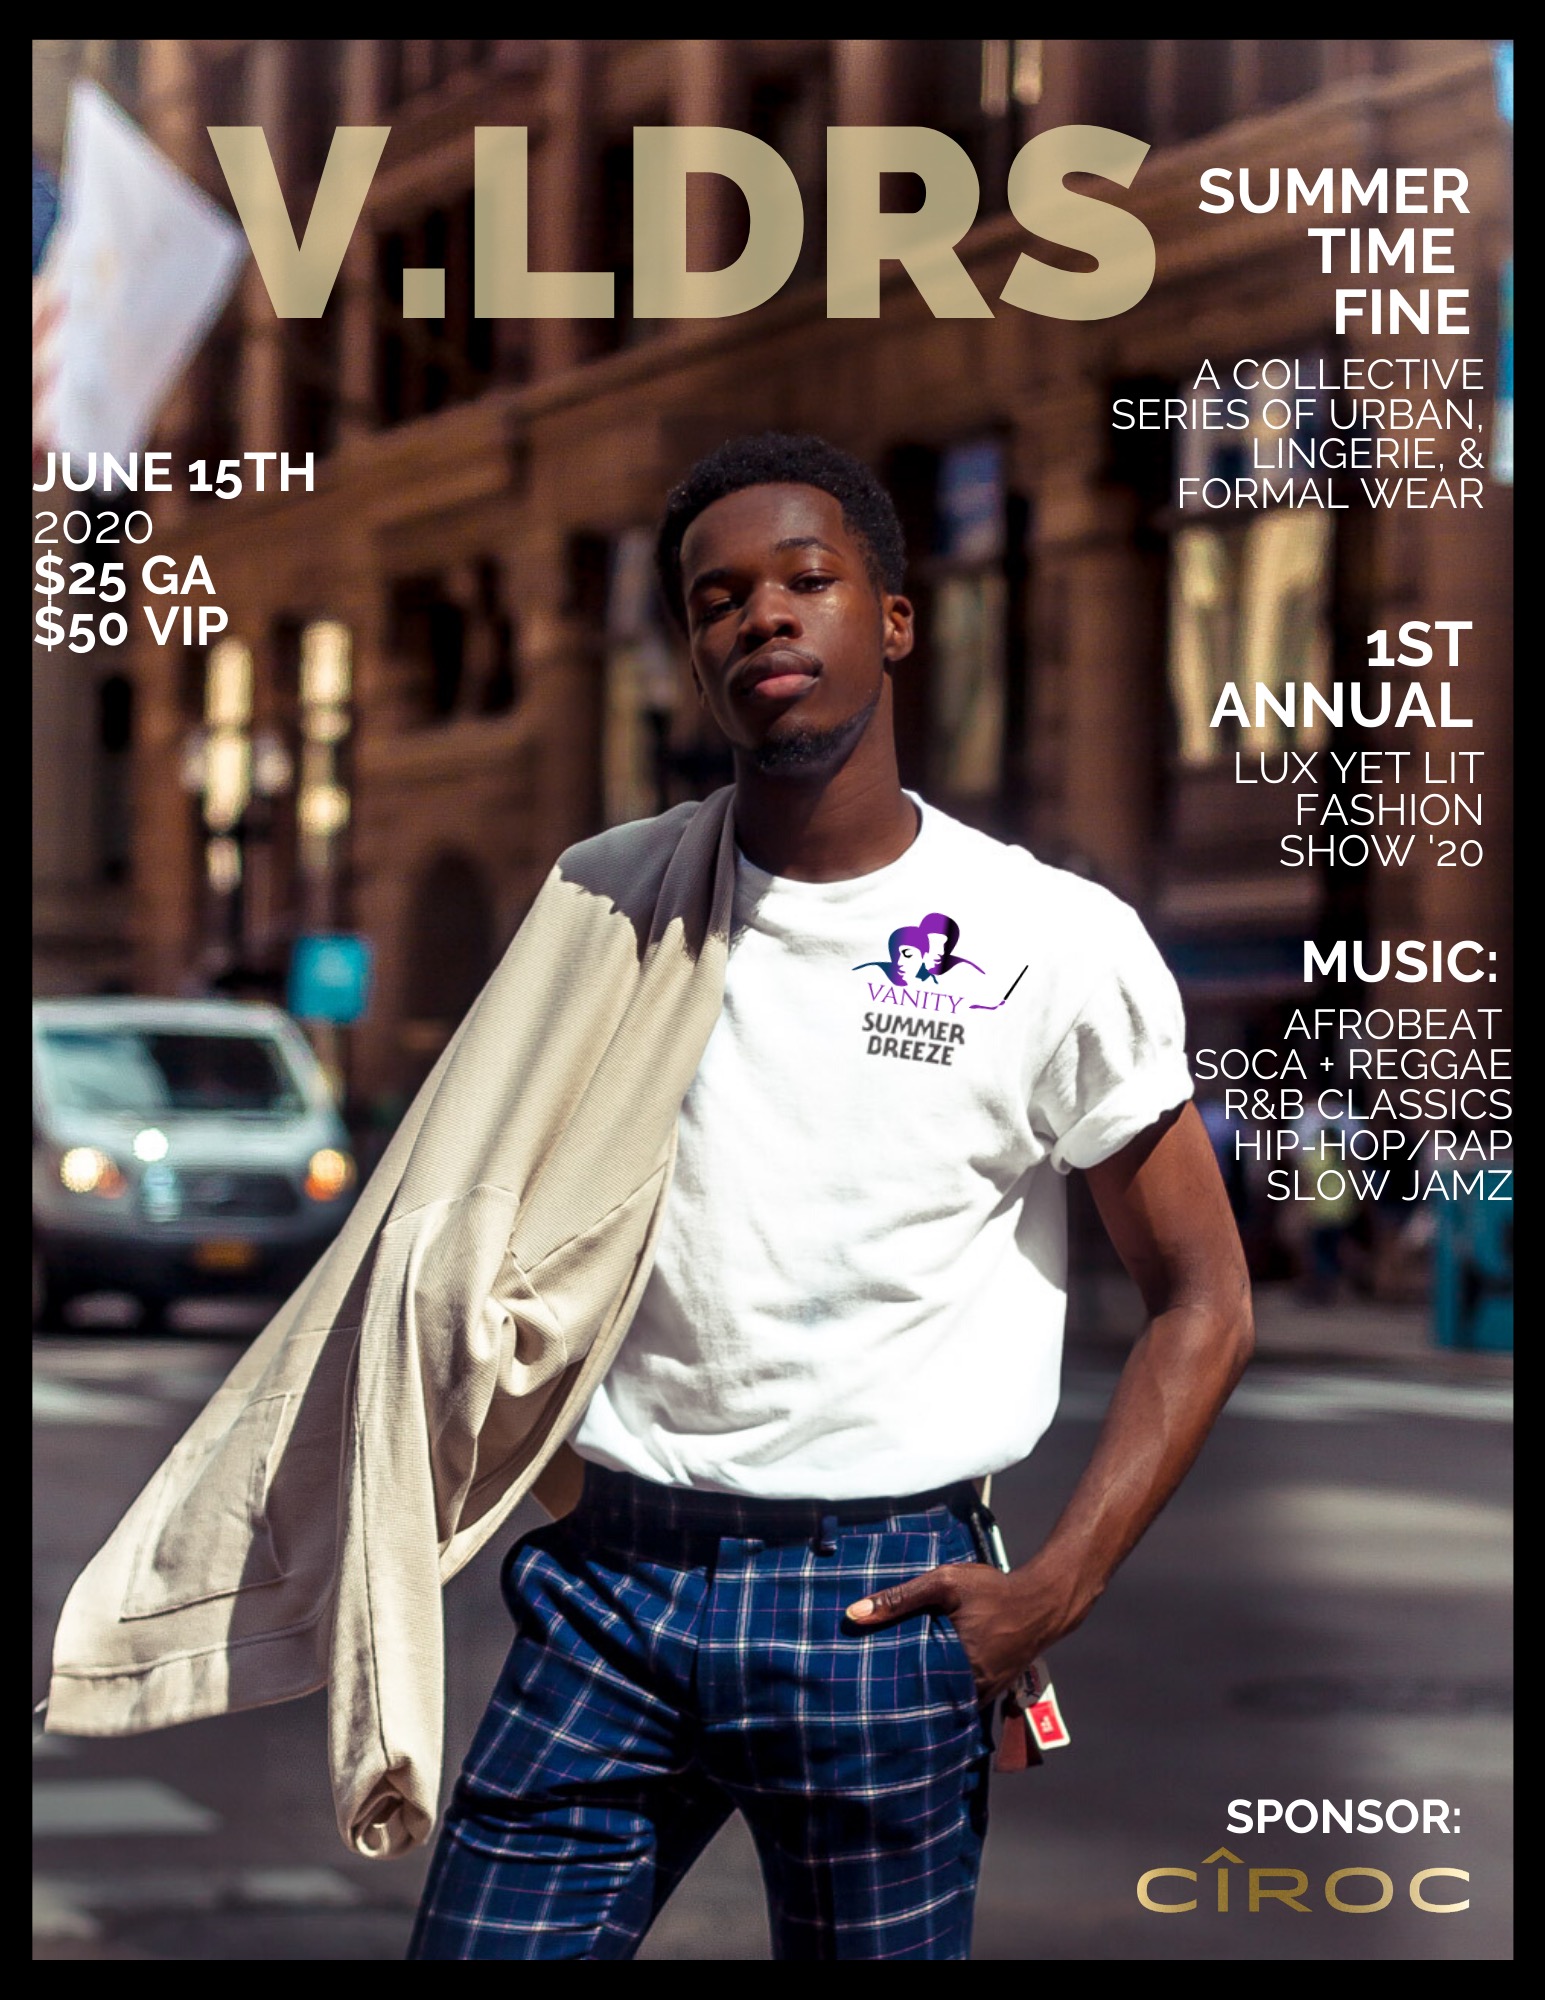 V.LDRS
SUMMER
TIME
FINE
A COLLECTIVE
SERIES OF URBAN,
LINGERIE, &
FORMAL WEAR
JUNE 15TH
2020
$25 GA
$50 VIP
1ST
ANNUAL
LUX YET LIT
FASHION
SHOW '20
MUSIC:
AFROBEAT
SOCA + REGGAE
R&B CLASSICS
HIP-HOP/RAP
SLOW JAMZ
VANITY
SUMMER
BREEZE
SPONSOR:
CÎROC